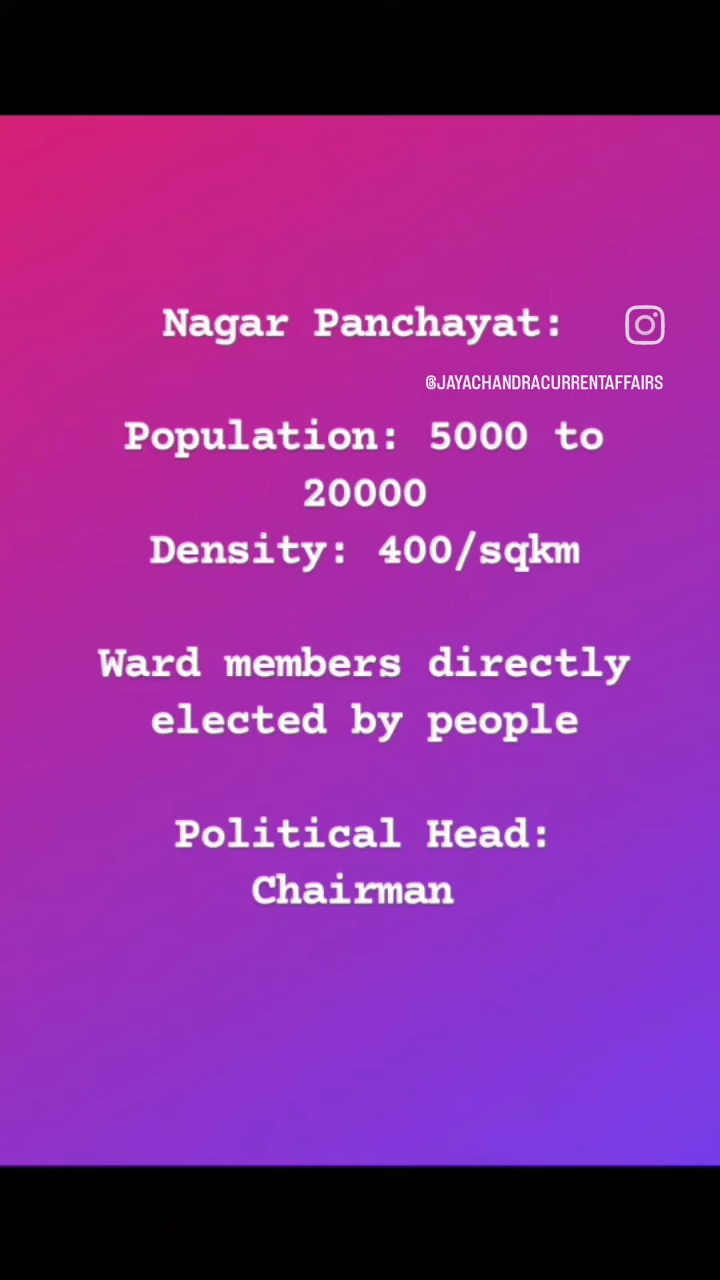 Nagar Panchayat:
@JAYACHANDRACURRENTAFFAIRS
Population: 5000 to
20000
Density: 400/sqkm
Ward members directly
elected by people
Political Head:
Chairman